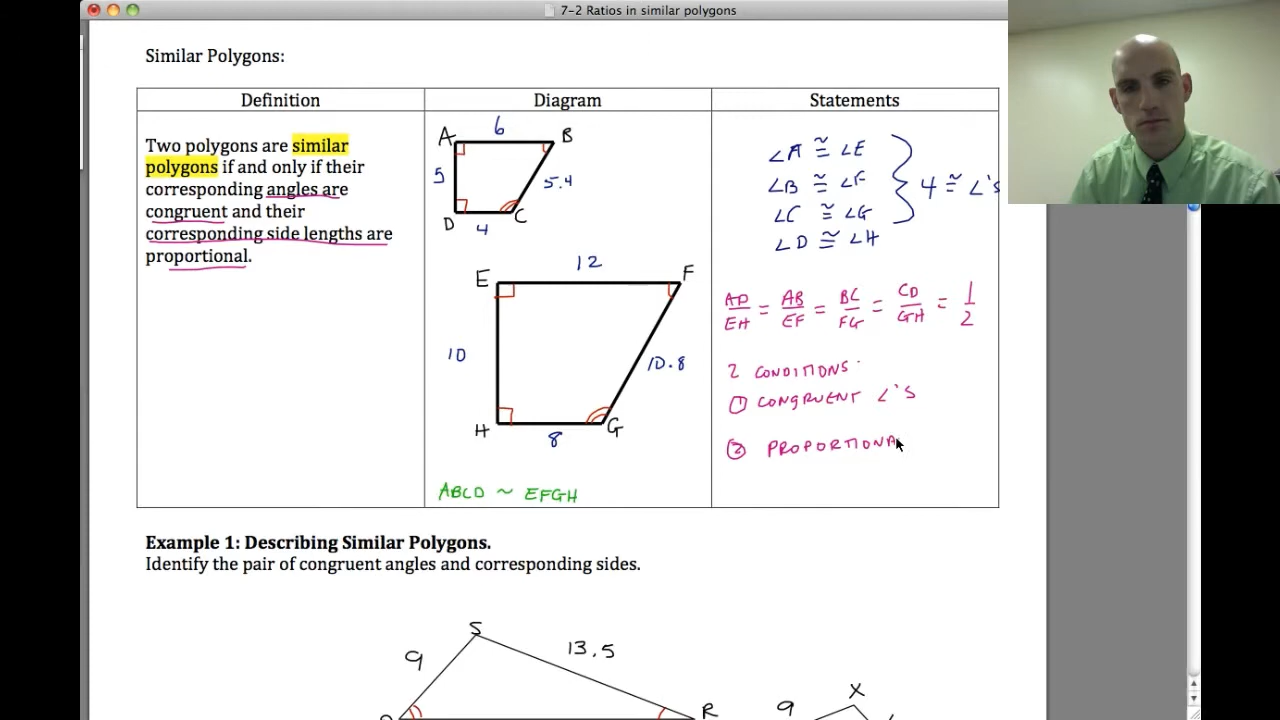 7-2 Ratios in similar polygons
Similar Polygons:
Definition
Diagram
Statements
Two polygons are similar
polygons if and only if their
corresponding angles are
congruent and their
corresponding side lengths are
proportional.
A 6 B
5 5.4
D 4 C
E 12 F
10 10.8
H 8 G
ABCD ~ EFGH
∠A ≅ ∠E
∠B ≅ ∠F
∠C ≅ ∠G
∠D ≅ ∠H
4 ≅ ∠'s
AD/EH = AB/EF = BC/FG = CD/GH = 1/2
2 CONDITIONS
① CONGRUENT ∠'S
② PROPORTIONA
Example 1: Describing Similar Polygons.
Identify the pair of congruent angles and corresponding sides.
S
9 13.5
R
X
9